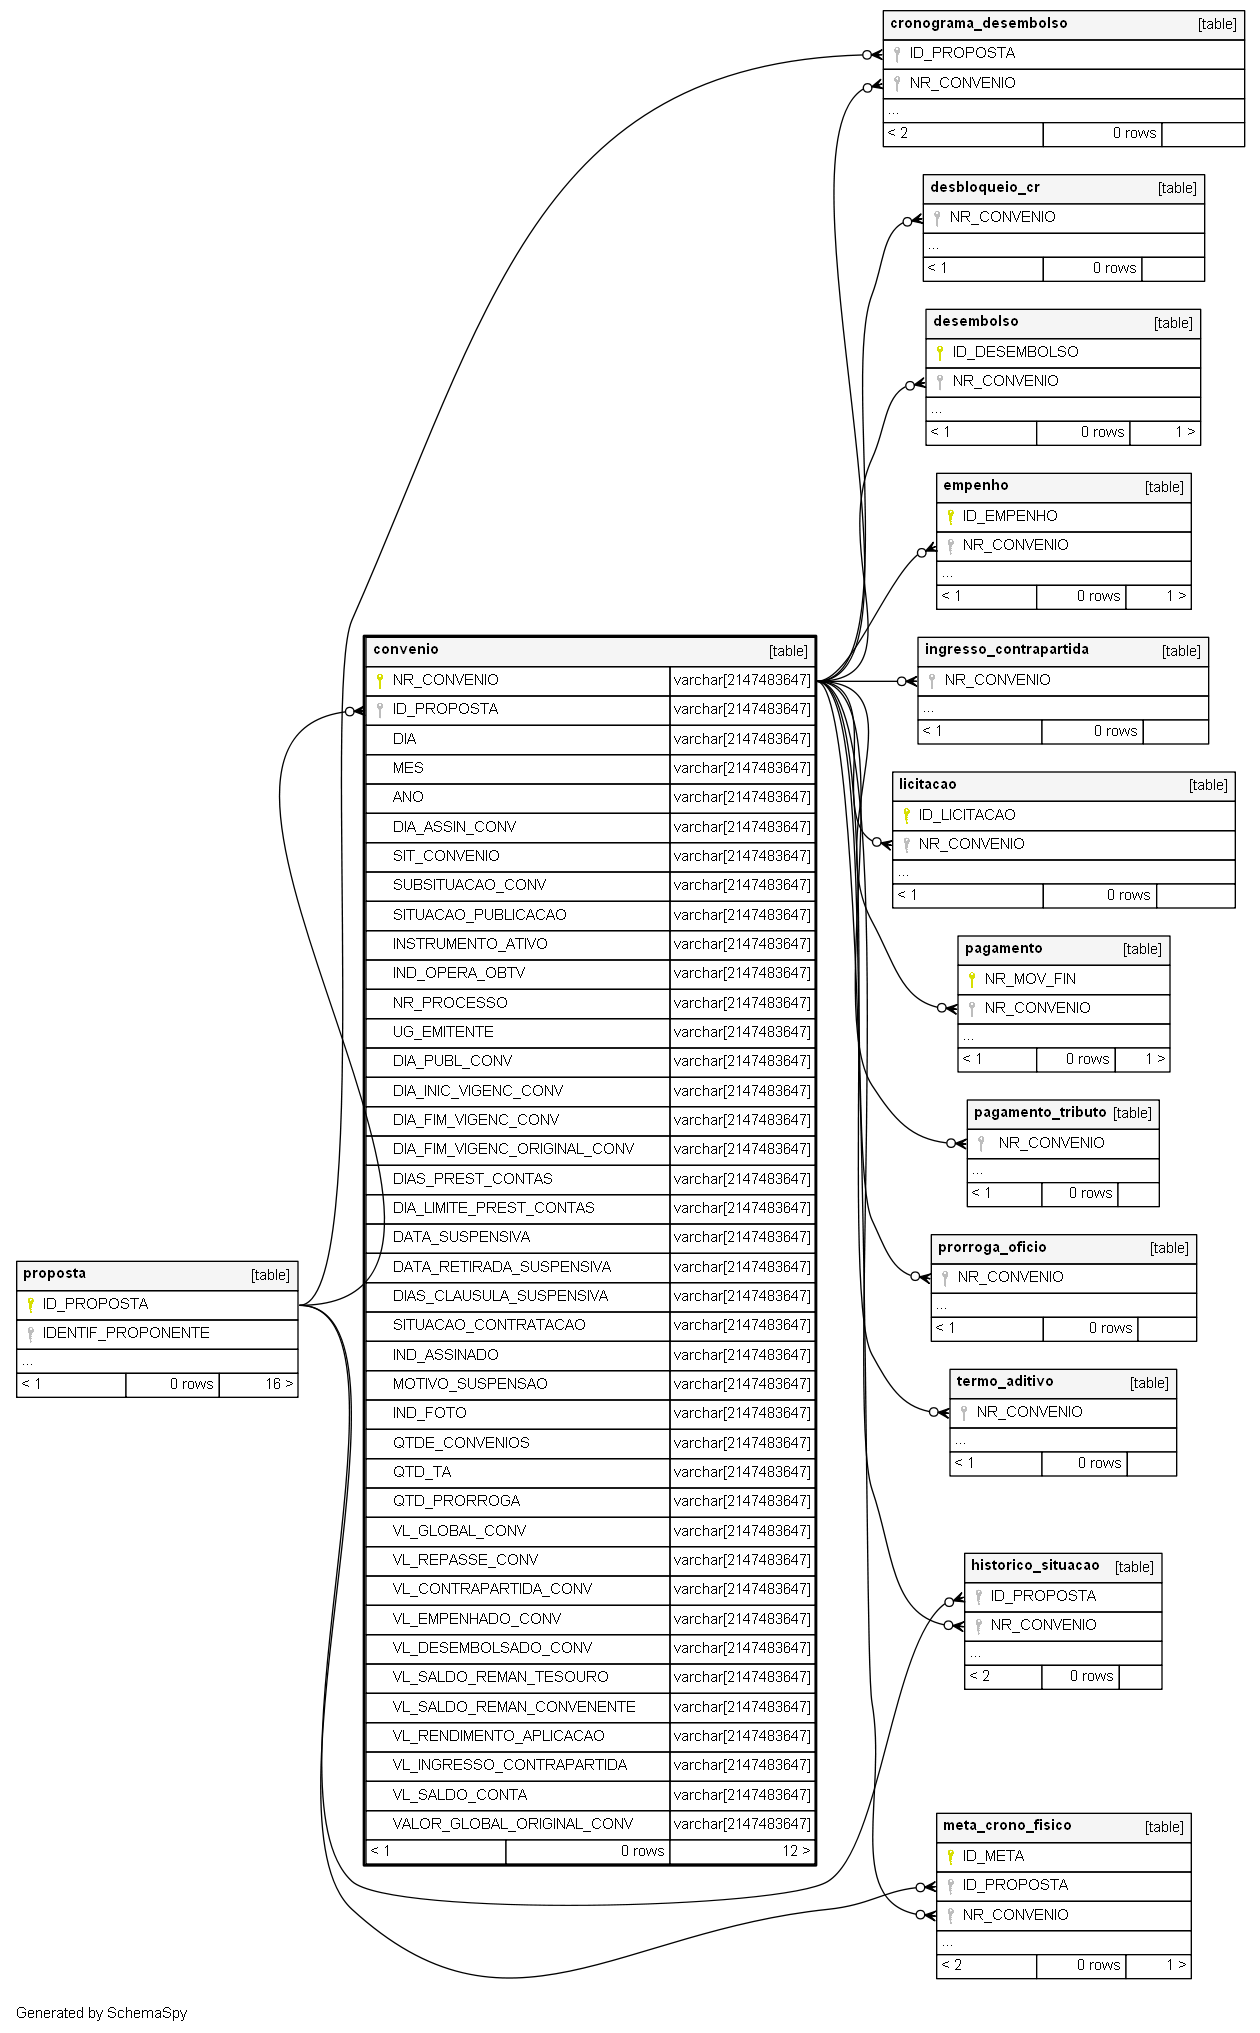 cronograma_desembolso [table]
ID_PROPOSTA
NR_CONVENIO
...
< 2 0 rows
desbloqueio_cr [table]
NR_CONVENIO
...
< 1 0 rows
desembolso [table]
ID_DESEMBOLSO
NR_CONVENIO
...
< 1 0 rows 1 >
empenho [table]
ID_EMPENHO
NR_CONVENIO
...
< 1 0 rows 1 >
ingresso_contrapartida [table]
NR_CONVENIO
...
< 1 0 rows
licitacao [table]
ID_LICITACAO
NR_CONVENIO
...
< 1 0 rows
pagamento [table]
NR_MOV_FIN
NR_CONVENIO
...
< 1 0 rows 1 >
pagamento_tributo [table]
NR_CONVENIO
...
< 1 0 rows
prorroga_oficio [table]
NR_CONVENIO
...
< 1 0 rows
termo_aditivo [table]
NR_CONVENIO
...
< 1 0 rows
historico_situacao [table]
ID_PROPOSTA
NR_CONVENIO
...
< 2 0 rows
meta_crono_fisico [table]
ID_META
ID_PROPOSTA
NR_CONVENIO
...
< 2 0 rows 1 >
convenio [table]
NR_CONVENIO varchar[2147483647]
ID_PROPOSTA varchar[2147483647]
DIA varchar[2147483647]
MES varchar[2147483647]
ANO varchar[2147483647]
DIA_ASSIN_CONV varchar[2147483647]
SIT_CONVENIO varchar[2147483647]
SUBSITUACAO_CONV varchar[2147483647]
SITUACAO_PUBLICACAO varchar[2147483647]
INSTRUMENTO_ATIVO varchar[2147483647]
IND_OPERA_OBTV varchar[2147483647]
NR_PROCESSO varchar[2147483647]
UG_EMITENTE varchar[2147483647]
DIA_PUBL_CONV varchar[2147483647]
DIA_INIC_VIGENC_CONV varchar[2147483647]
DIA_FIM_VIGENC_CONV varchar[2147483647]
DIA_FIM_VIGENC_ORIGINAL_CONV varchar[2147483647]
DIAS_PREST_CONTAS varchar[2147483647]
DIA_LIMITE_PREST_CONTAS varchar[2147483647]
DATA_SUSPENSIVA varchar[2147483647]
DATA_RETIRADA_SUSPENSIVA varchar[2147483647]
DIAS_CLAUSULA_SUSPENSIVA varchar[2147483647]
SITUACAO_CONTRATACAO varchar[2147483647]
IND_ASSINADO varchar[2147483647]
MOTIVO_SUSPENSAO varchar[2147483647]
IND_FOTO varchar[2147483647]
QTDE_CONVENIOS varchar[2147483647]
QTD_TA varchar[2147483647]
QTD_PRORROGA varchar[2147483647]
VL_GLOBAL_CONV varchar[2147483647]
VL_REPASSE_CONV varchar[2147483647]
VL_CONTRAPARTIDA_CONV varchar[2147483647]
VL_EMPENHADO_CONV varchar[2147483647]
VL_DESEMBOLSADO_CONV varchar[2147483647]
VL_SALDO_REMAN_TESOURO varchar[2147483647]
VL_SALDO_REMAN_CONVENENTE varchar[2147483647]
VL_RENDIMENTO_APLICACAO varchar[2147483647]
VL_INGRESSO_CONTRAPARTIDA varchar[2147483647]
VL_SALDO_CONTA varchar[2147483647]
VALOR_GLOBAL_ORIGINAL_CONV varchar[2147483647]
< 1 0 rows 12 >
proposta [table]
ID_PROPOSTA
IDENTIF_PROPONENTE
...
< 1 0 rows 16 >
Generated by SchemaSpy